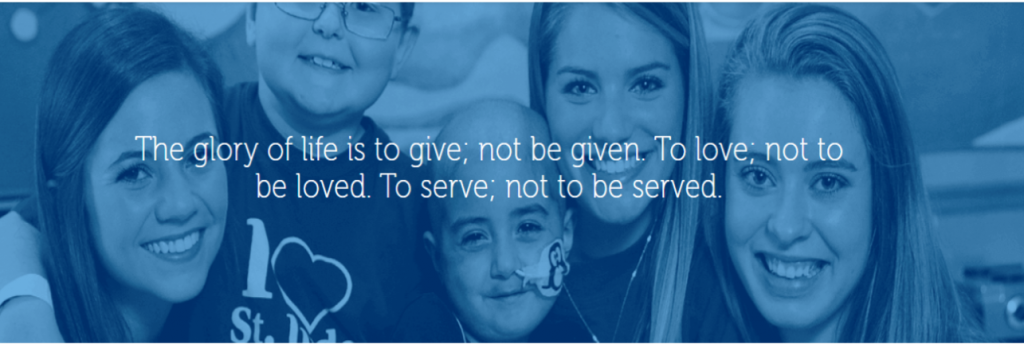 The glory of life is to give; not be given. To love; not to
be loved. To serve; not to be served.
I
St.